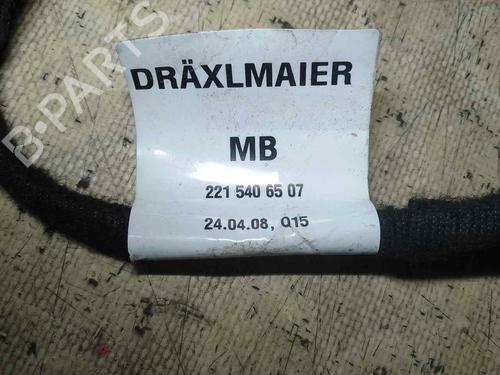 B-PARTS
DRÄXLMAIER
MB
221 540 65 07
24.04.08, Q15